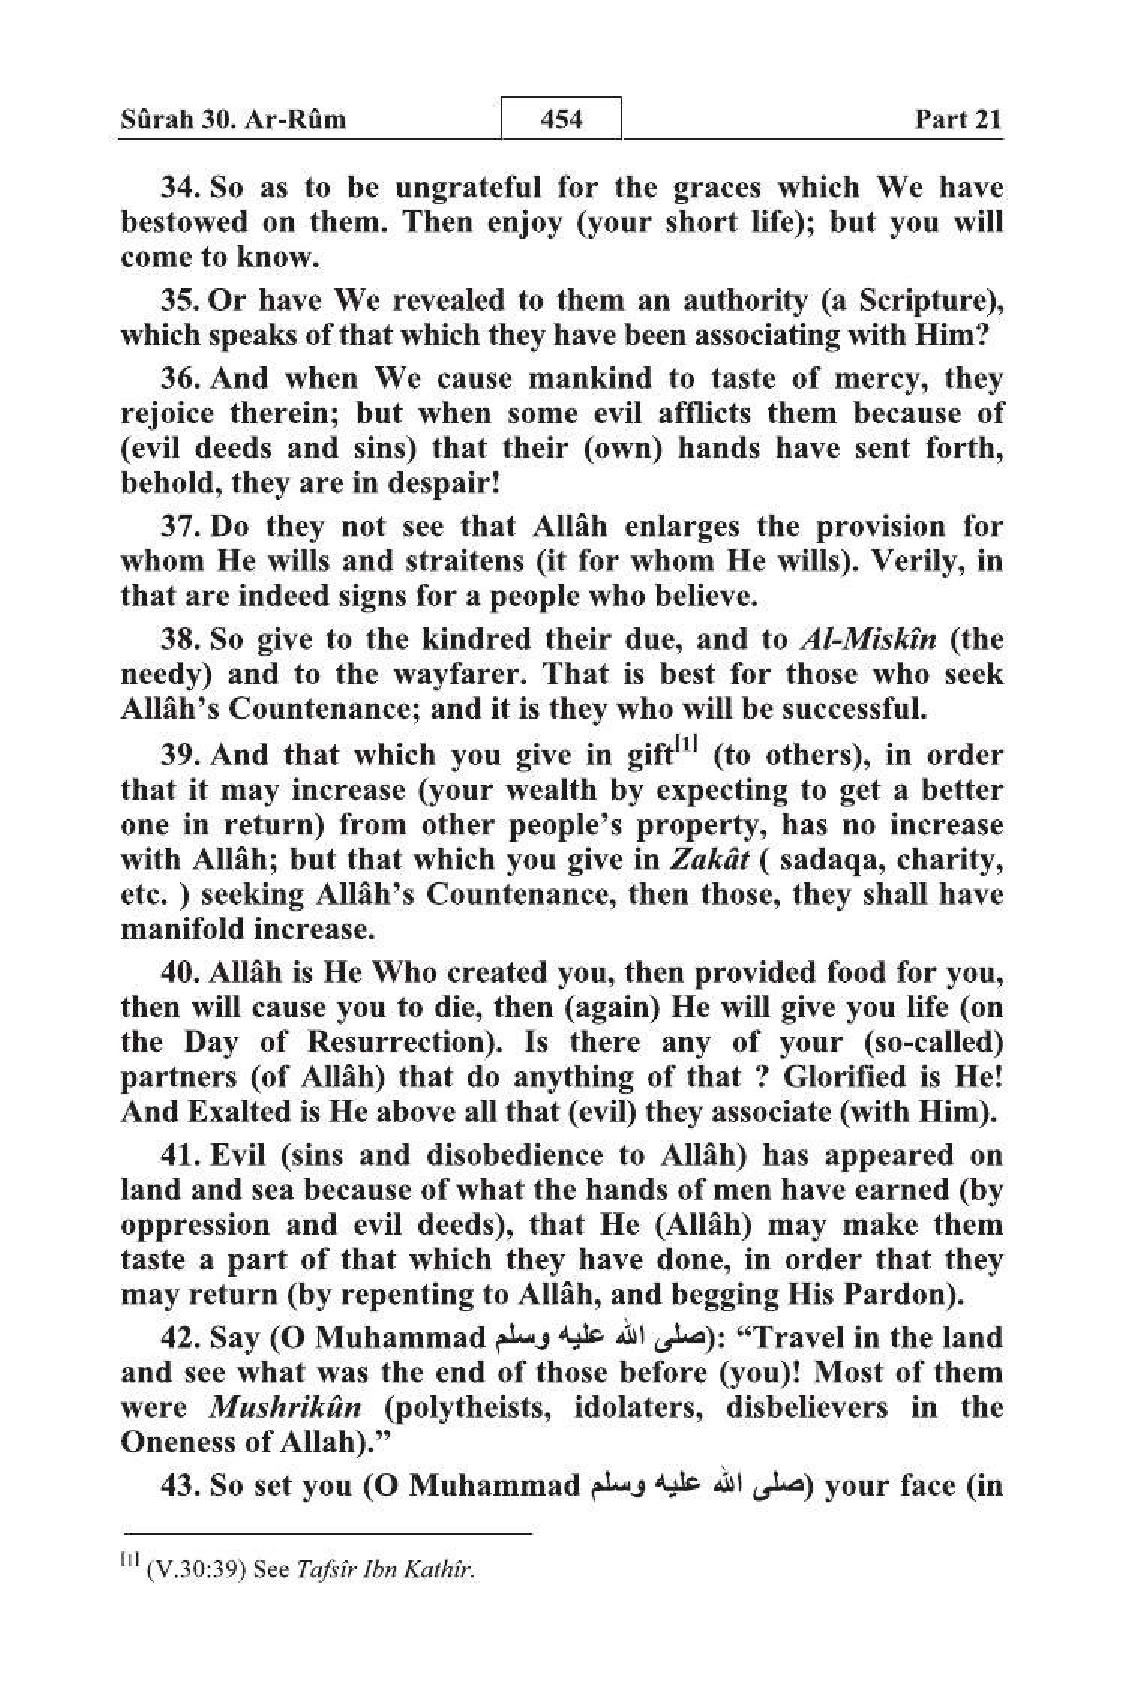 Sûrah 30. Ar-Rûm 454 Part 21
34. So as to be ungrateful for the graces which We have
bestowed on them. Then enjoy (your short life); but you will
come to know.
35. Or have We revealed to them an authority (a Scripture),
which speaks of that which they have been associating with Him?
36. And when We cause mankind to taste of mercy, they
rejoice therein; but when some evil afflicts them because of
(evil deeds and sins) that their (own) hands have sent forth,
behold, they are in despair!
37. Do they not see that Allâh enlarges the provision for
whom He wills and straitens (it for whom He wills). Verily, in
that are indeed signs for a people who believe.
38. So give to the kindred their due, and to Al-Miskîn (the
needy) and to the wayfarer. That is best for those who seek
Allâh’s Countenance; and it is they who will be successful.
39. And that which you give in gift[1] (to others), in order
that it may increase (your wealth by expecting to get a better
one in return) from other people’s property, has no increase
with Allâh; but that which you give in Zakât ( sadaqa, charity,
etc. ) seeking Allâh’s Countenance, then those, they shall have
manifold increase.
40. Allâh is He Who created you, then provided food for you,
then will cause you to die, then (again) He will give you life (on
the Day of Resurrection). Is there any of your (so-called)
partners (of Allâh) that do anything of that ? Glorified is He!
And Exalted is He above all that (evil) they associate (with Him).
41. Evil (sins and disobedience to Allâh) has appeared on
land and sea because of what the hands of men have earned (by
oppression and evil deeds), that He (Allâh) may make them
taste a part of that which they have done, in order that they
may return (by repenting to Allâh, and begging His Pardon).
42. Say (O Muhammad صلى الله عليه وسلم): “Travel in the land
and see what was the end of those before (you)! Most of them
were Mushrikûn (polytheists, idolaters, disbelievers in the
Oneness of Allah).”
43. So set you (O Muhammad صلى الله عليه وسلم) your face (in
[1] (V.30:39) See Tafsîr Ibn Kathîr.